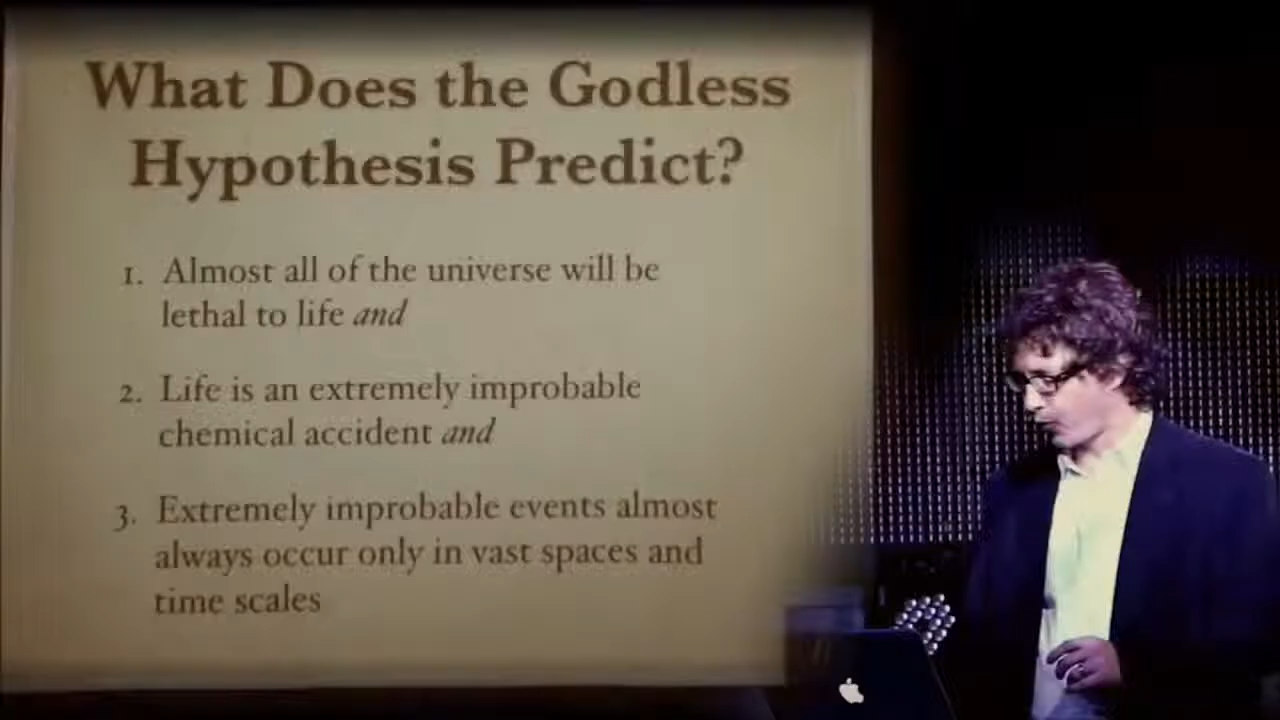 What Does the Godless
Hypothesis Predict?
1. Almost all of the universe will be
lethal to life and
2. Life is an extremely improbable
chemical accident and
3. Extremely improbable events almost
always occur only in vast spaces and
time scales